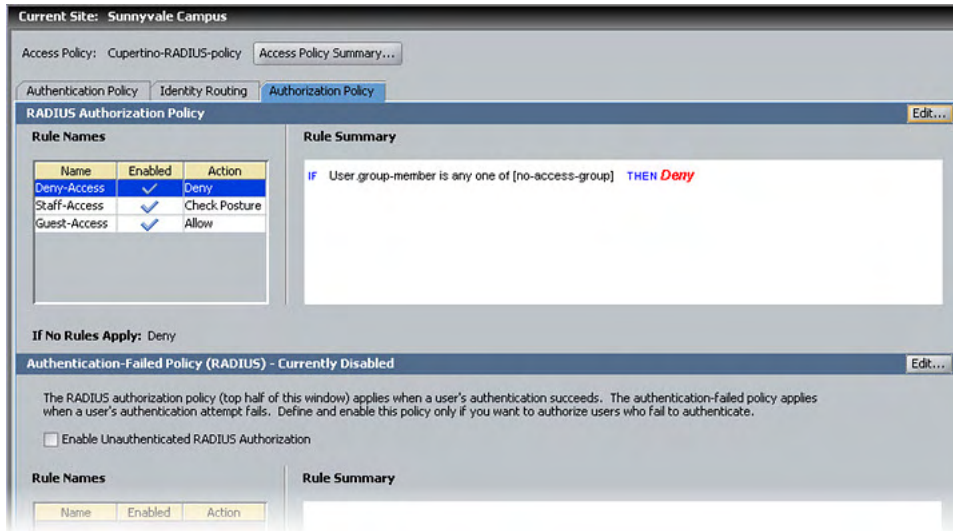 Current Site: Sunnyvale Campus
Access Policy: Cupertino-RADIUS-policy Access Policy Summary...
Authentication Policy Identity Routing Authorization Policy
RADIUS Authorization Policy Edit...
Rule Names Rule Summary
Name Enabled Action
IF User.group-member is any one of [no-access-group] THEN Deny
Deny-Access Deny
Staff-Access Check Posture
Guest-Access Allow
If No Rules Apply: Deny
Authentication-Failed Policy (RADIUS) - Currently Disabled Edit...
The RADIUS authorization policy (top half of this window) applies when a user's authentication succeeds. The authentication-failed policy applies
when a user's authentication attempt fails. Define and enable this policy only if you want to authorize users who fail to authenticate.
Enable Unauthenticated RADIUS Authorization
Rule Names Rule Summary
Name Enabled Action